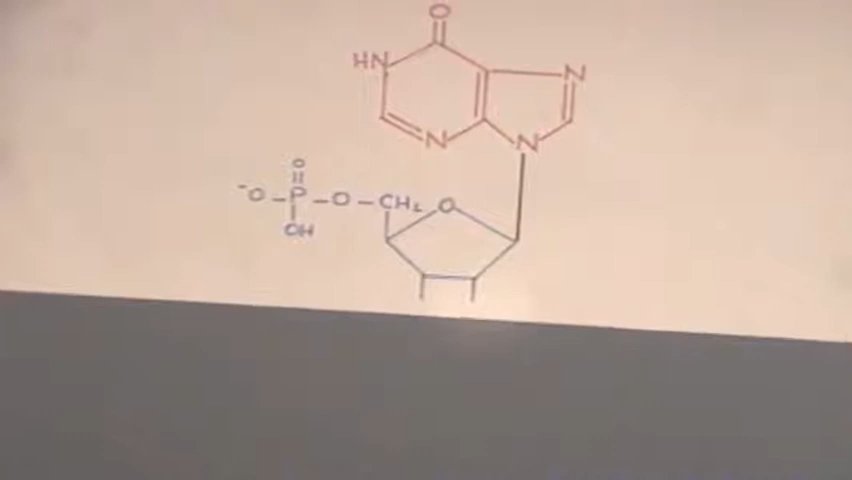 O
HN N
N N
O
⁻O–P–O–CH₂ O
OH